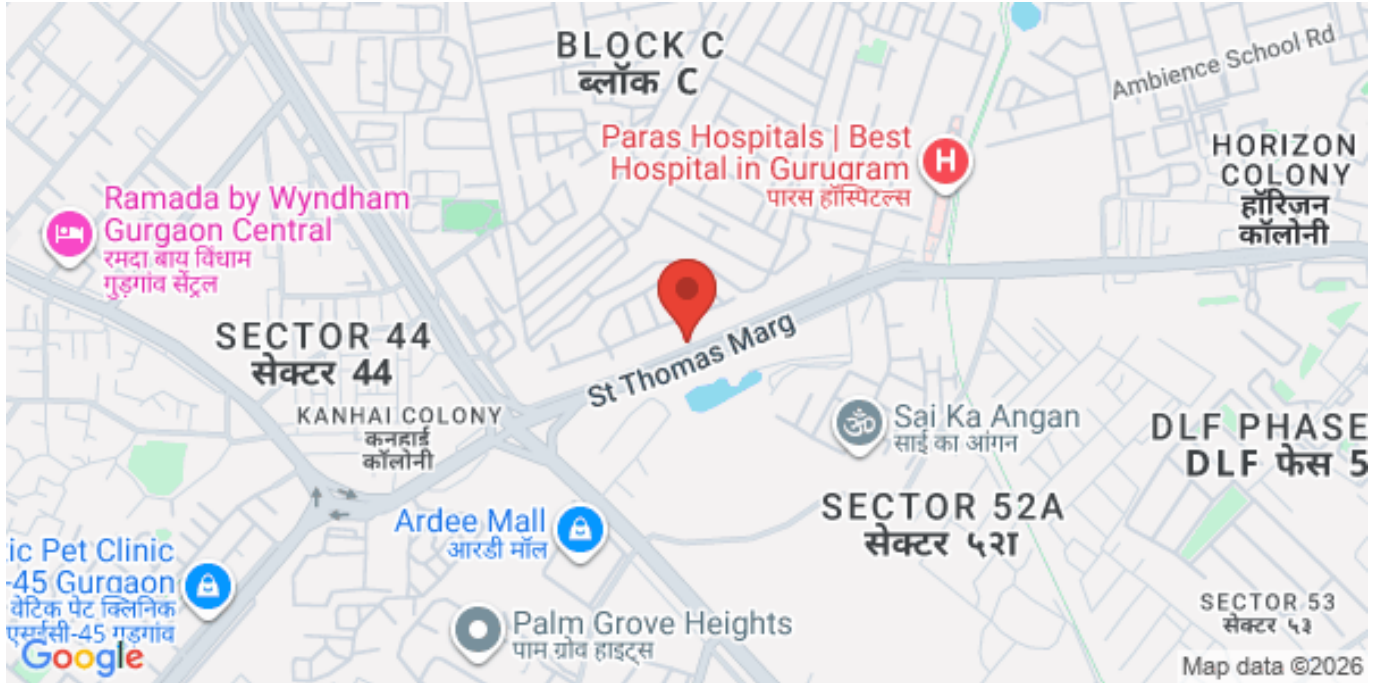 BLOCK C
ब्लॉक C
Ambience School Rd
Paras Hospitals | Best
Hospital in Gurugram
पारस हॉस्पिटल्स
HORIZON
COLONY
हॉरिज़न
कॉलोनी
Ramada by Wyndham
Gurgaon Central
रमदा बाय विंधाम
गुड़गांव सेंट्रल
SECTOR 44
सेक्टर 44
St Thomas Marg
KANHAI COLONY
कनहाई
कॉलोनी
Sai Ka Angan
साई का आंगन
DLF PHASE
DLF फेस 5
SECTOR 52A
सेक्टर ५२ा
Ardee Mall
आरडी मॉल
ic Pet Clinic
-45 Gurgaon
वेटिक पेट क्लिनिक
एसईसी-45 गुड़गांव
Palm Grove Heights
पाम ग्रोव हाइट्स
SECTOR 53
सेक्टर ५३
Google
Map data ©2026